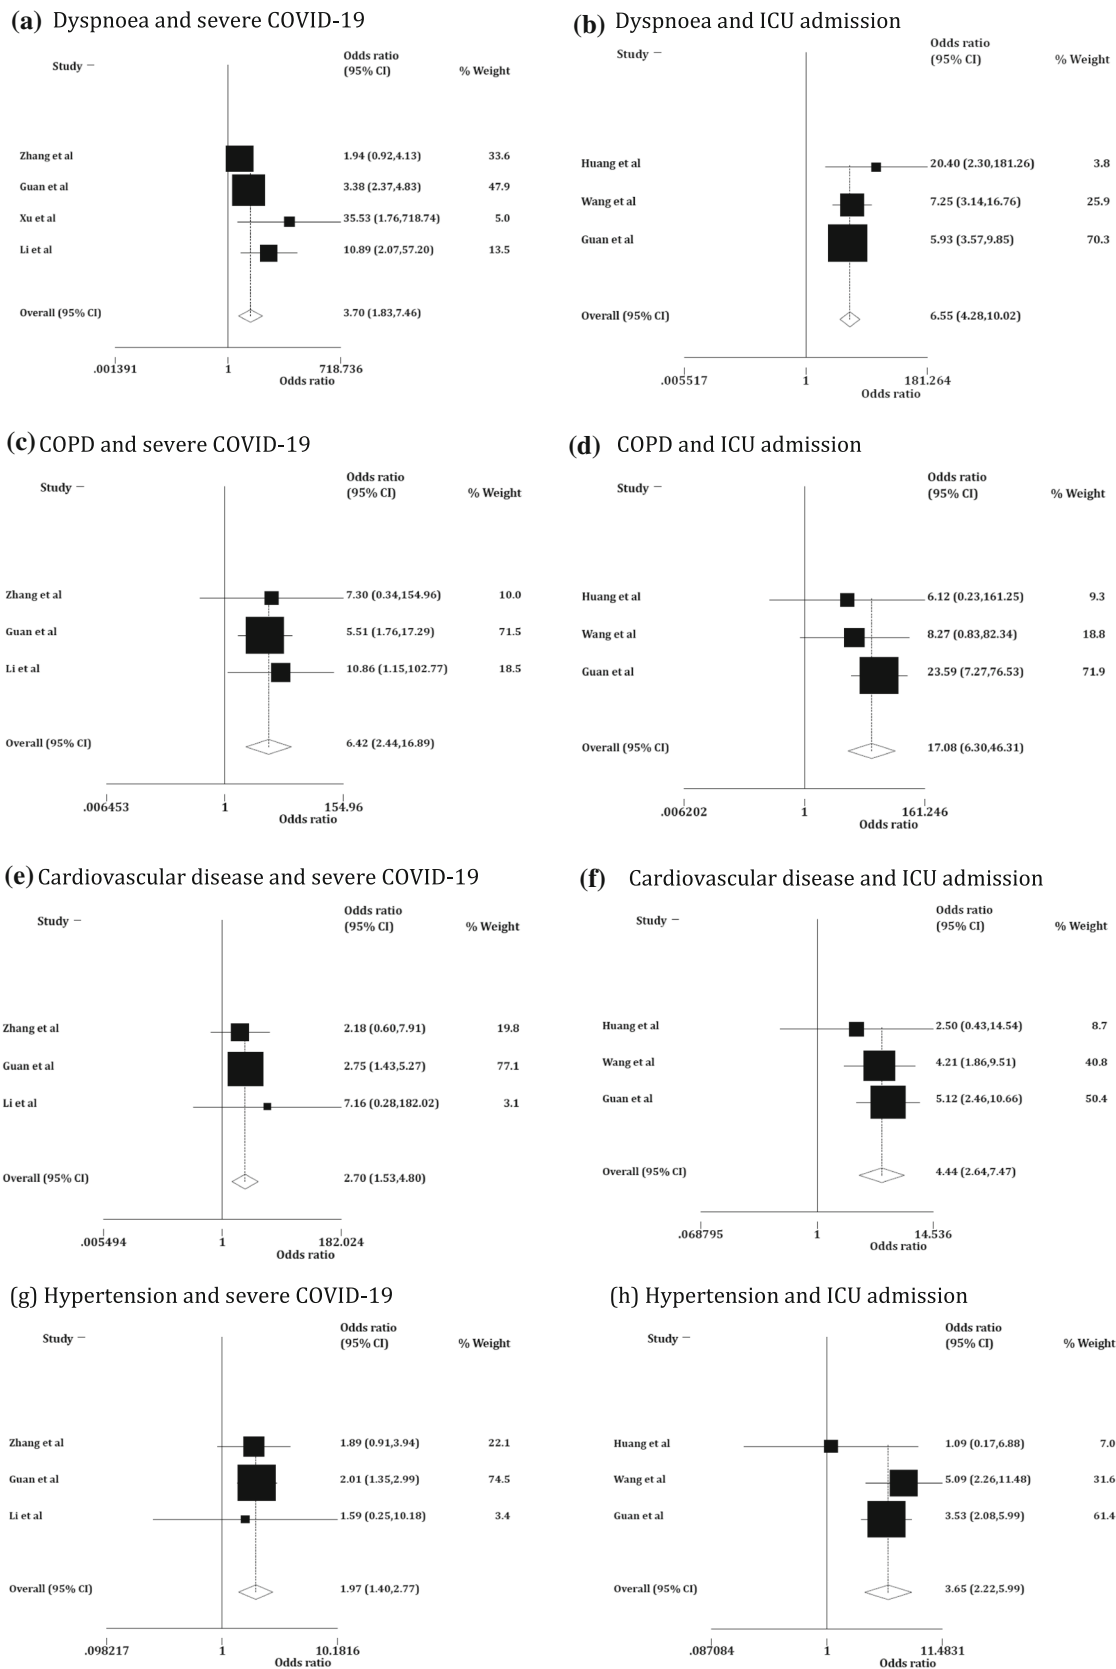 (a) Dyspnoea and severe COVID-19
Study −
Odds ratio
(95% CI)
% Weight
Zhang et al 1.94 (0.92,4.13) 33.6
Guan et al 3.38 (2.37,4.83) 47.9
Xu et al 35.53 (1.76,718.74) 5.0
Li et al 10.89 (2.07,57.20) 13.5
Overall (95% CI) 3.70 (1.83,7.46)
.001391 1 718.736
Odds ratio
(b) Dyspnoea and ICU admission
Study −
Odds ratio
(95% CI)
% Weight
Huang et al 20.40 (2.30,181.26) 3.8
Wang et al 7.25 (3.14,16.76) 25.9
Guan et al 5.93 (3.57,9.85) 70.3
Overall (95% CI) 6.55 (4.28,10.02)
.005517 1 181.264
Odds ratio
(c) COPD and severe COVID-19
Study −
Odds ratio
(95% CI)
% Weight
Zhang et al 7.30 (0.34,154.96) 10.0
Guan et al 5.51 (1.76,17.29) 71.5
Li et al 10.86 (1.15,102.77) 18.5
Overall (95% CI) 6.42 (2.44,16.89)
.006453 1 154.96
Odds ratio
(d) COPD and ICU admission
Study −
Odds ratio
(95% CI)
% Weight
Huang et al 6.12 (0.23,161.25) 9.3
Wang et al 8.27 (0.83,82.34) 18.8
Guan et al 23.59 (7.27,76.53) 71.9
Overall (95% CI) 17.08 (6.30,46.31)
.006202 1 161.246
Odds ratio
(e) Cardiovascular disease and severe COVID-19
Study −
Odds ratio
(95% CI)
% Weight
Zhang et al 2.18 (0.60,7.91) 19.8
Guan et al 2.75 (1.43,5.27) 77.1
Li et al 7.16 (0.28,182.02) 3.1
Overall (95% CI) 2.70 (1.53,4.80)
.005494 1 182.024
Odds ratio
(f) Cardiovascular disease and ICU admission
Study −
Odds ratio
(95% CI)
% Weight
Huang et al 2.50 (0.43,14.54) 8.7
Wang et al 4.21 (1.86,9.51) 40.8
Guan et al 5.12 (2.46,10.66) 50.4
Overall (95% CI) 4.44 (2.64,7.47)
.068795 1 14.536
Odds ratio
(g) Hypertension and severe COVID-19
Study −
Odds ratio
(95% CI)
% Weight
Zhang et al 1.89 (0.91,3.94) 22.1
Guan et al 2.01 (1.35,2.99) 74.5
Li et al 1.59 (0.25,10.18) 3.4
Overall (95% CI) 1.97 (1.40,2.77)
.098217 1 10.1816
Odds ratio
(h) Hypertension and ICU admission
Study −
Odds ratio
(95% CI)
% Weight
Huang et al 1.09 (0.17,6.88) 7.0
Wang et al 5.09 (2.26,11.48) 31.6
Guan et al 3.53 (2.08,5.99) 61.4
Overall (95% CI) 3.65 (2.22,5.99)
.087084 1 11.4831
Odds ratio